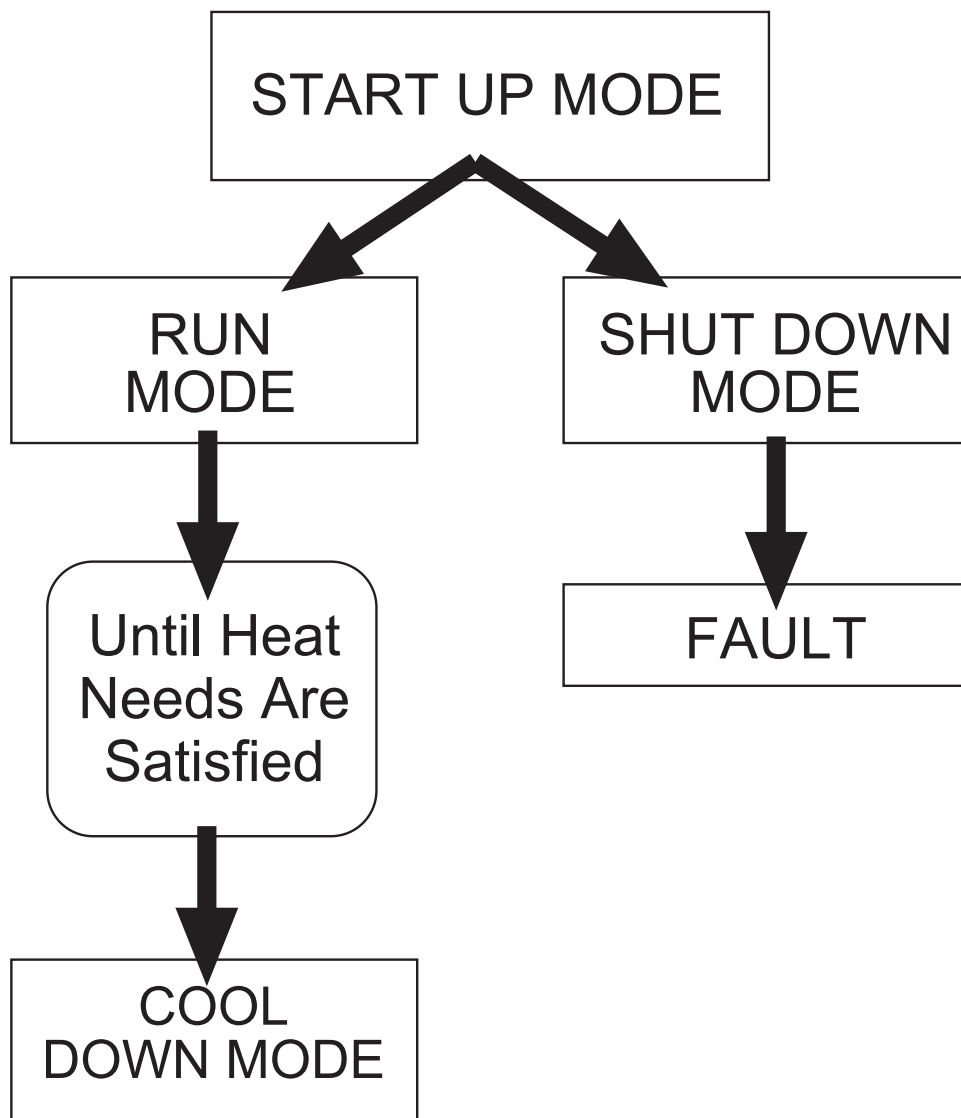 START UP MODE
RUN
MODE
SHUT DOWN
MODE
Until Heat
Needs Are
Satisfied
FAULT
COOL
DOWN MODE